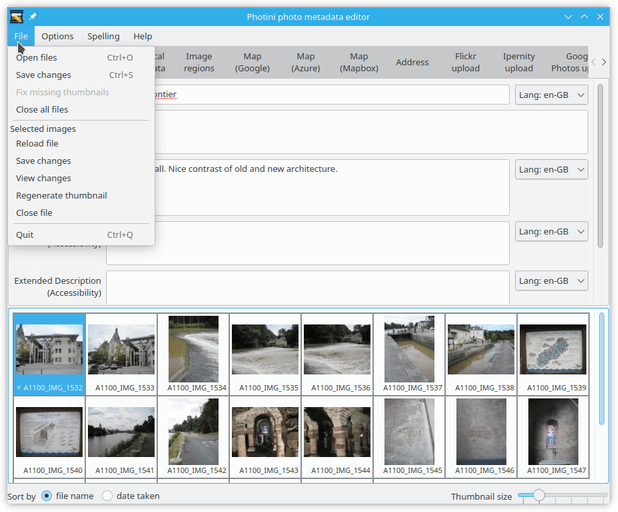 Photini photo metadata editor
File Options Spelling Help
Open files Ctrl+O
Save changes Ctrl+S
Fix missing thumbnails
Close all files
Selected images
Reload file
Save changes
View changes
Regenerate thumbnail
Close file
Quit Ctrl+Q
Image regions
Map (Google)
Map (Azure)
Map (Mapbox)
Address
Flickr upload
Ipernity upload
Goog
Photos u
ontier
Lang: en-GB
all. Nice contrast of old and new architecture.
Lang: en-GB
(Accessibility)
Lang: en-GB
Extended Description
(Accessibility)
Lang: en-GB
A1100_IMG_1532 A1100_IMG_1533 A1100_IMG_1534 A1100_IMG_1535 A1100_IMG_1536 A1100_IMG_1537 A1100_IMG_1538 A1100_IMG_1539
A1100_IMG_1540 A1100_IMG_1541 A1100_IMG_1542 A1100_IMG_1543 A1100_IMG_1544 A1100_IMG_1545 A1100_IMG_1546 A1100_IMG_1547
Sort by file name date taken Thumbnail size